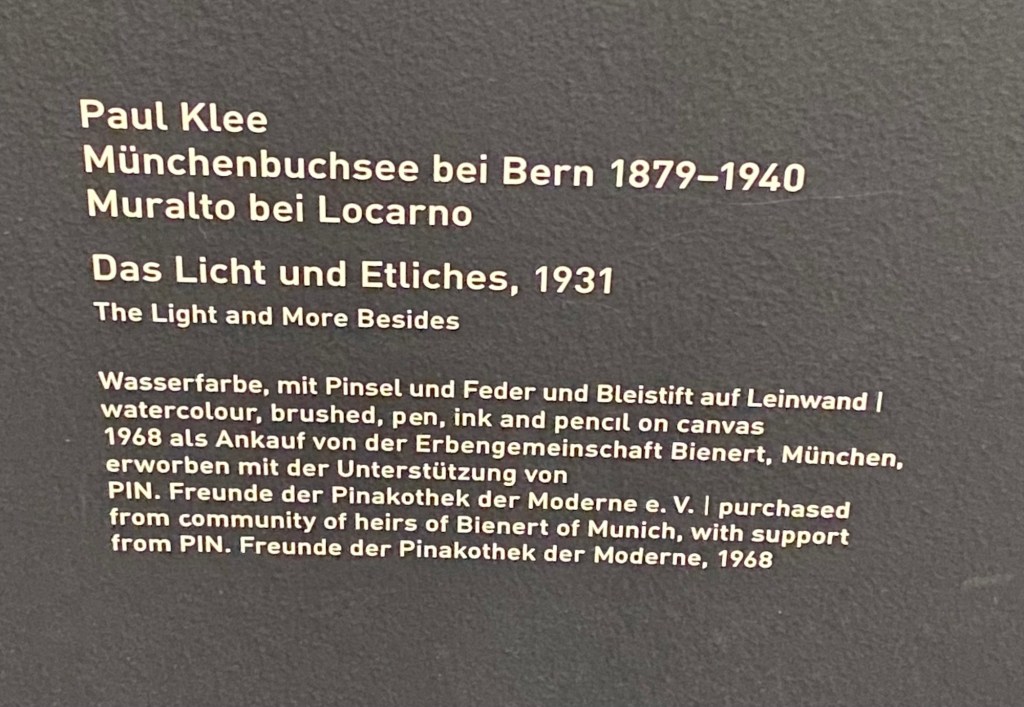 Paul Klee
Münchenbuchsee bei Bern 1879–1940
Muralto bei Locarno
Das Licht und Etliches, 1931
The Light and More Besides
Wasserfarbe, mit Pinsel und Feder und Bleistift auf Leinwand |
watercolour, brushed, pen, ink and pencil on canvas
1968 als Ankauf von der Erbengemeinschaft Bienert, München,
erworben mit der Unterstützung von
PIN. Freunde der Pinakothek der Moderne e. V. | purchased
from community of heirs of Bienert of Munich, with support
from PIN. Freunde der Pinakothek der Moderne, 1968